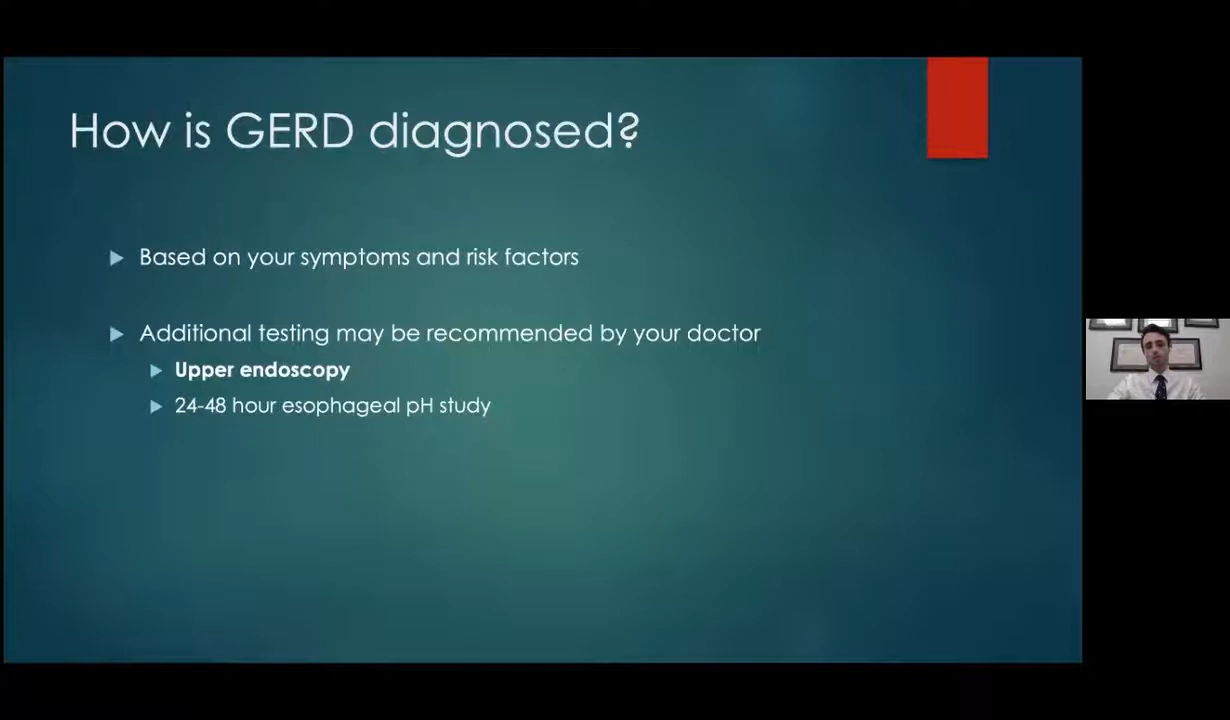 How is GERD diagnosed?
Based on your symptoms and risk factors
Additional testing may be recommended by your doctor
Upper endoscopy
24-48 hour esophageal pH study